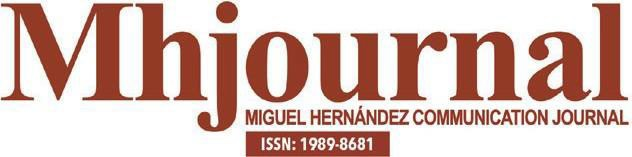 Mhjournal
MIGUEL HERNÁNDEZ COMMUNICATION JOURNAL
ISSN: 1989-8681